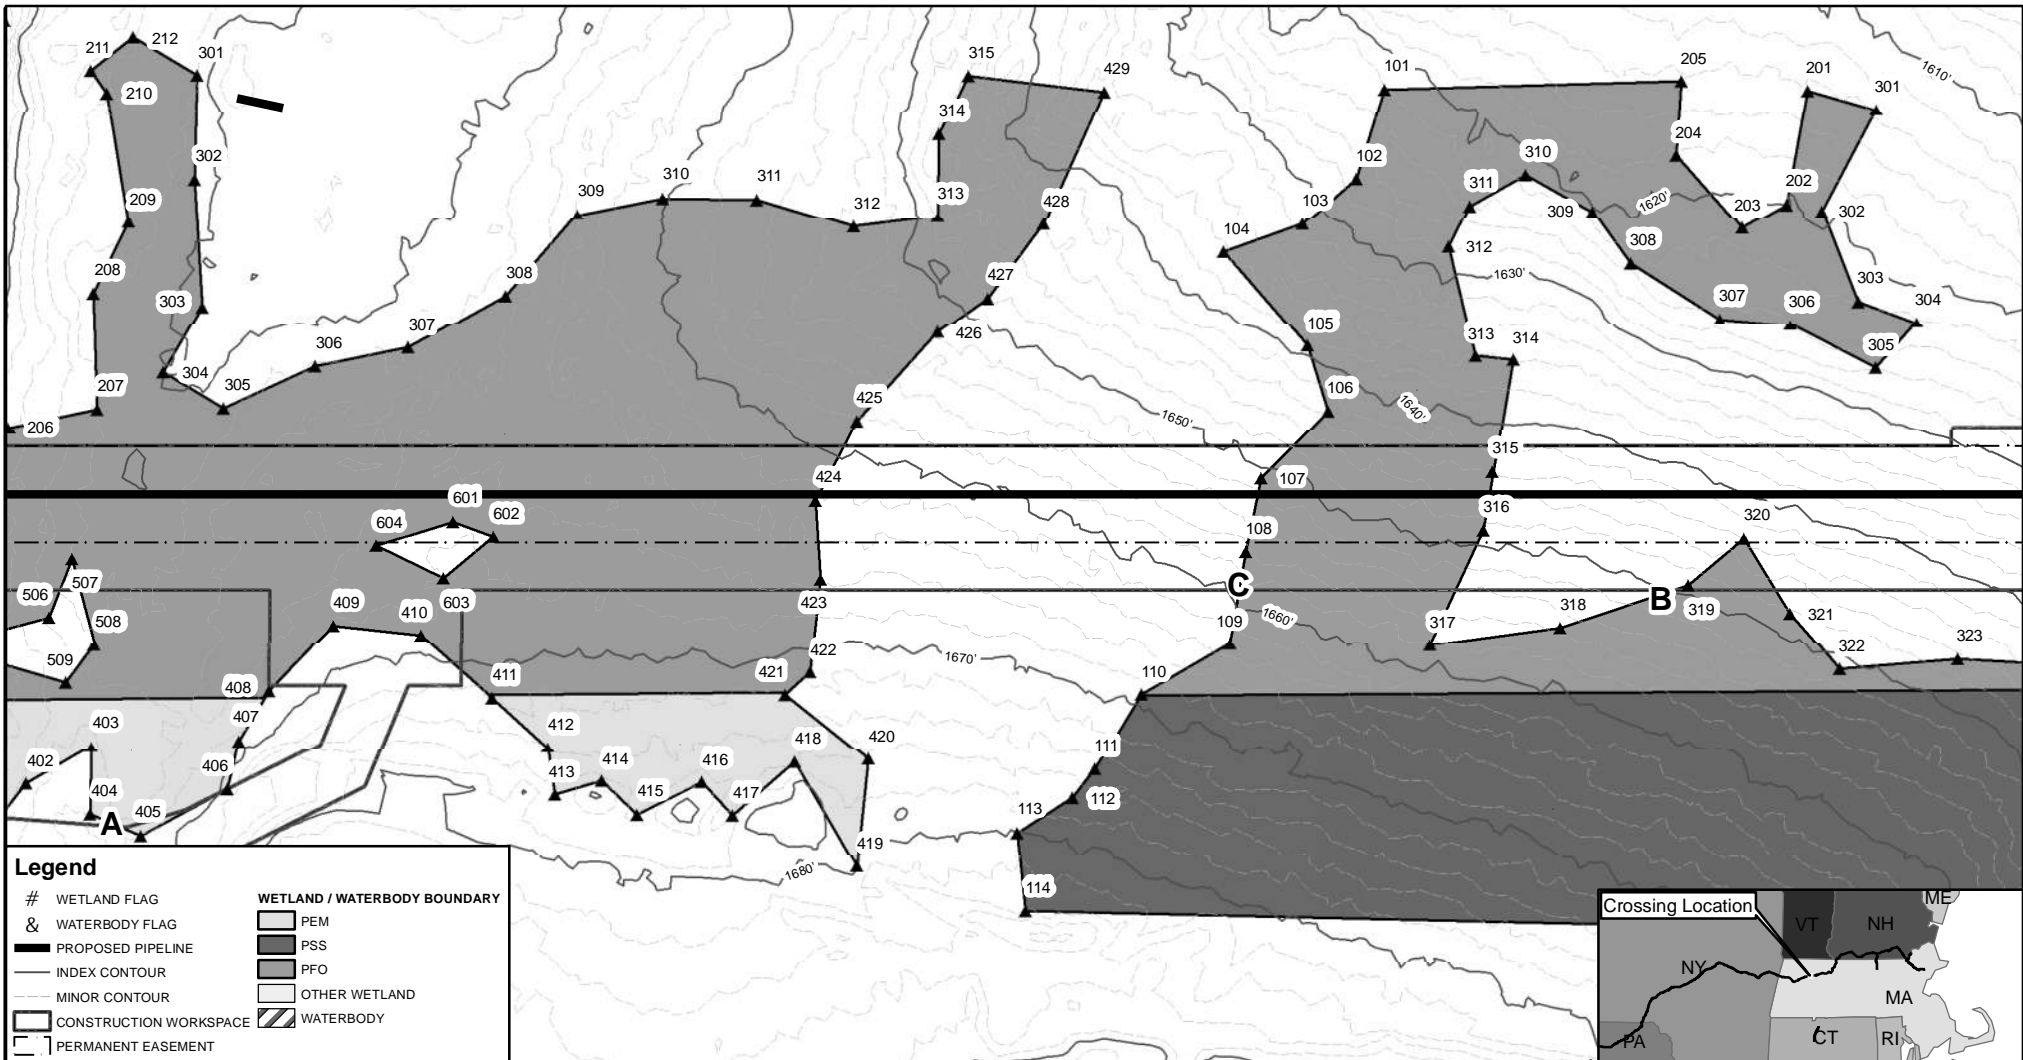 211 212 301 315 429 101 205 201 301 1610'
210 314
302 102 310 204
209 309 310 311 312 313 428 103 311 309 1620' 203 202 302
104 308 312
208 303 308 427 1630' 307 306 303 304
307 426 105 313 314 305
306
304 305 425 106 1640'
207 1650'
206
424 107 315
601 316
604 602 108 320
506 507 603 423 C B
508 409 410 109 1660' 317 318 319 321
509 422 1670' 322 323
408 411 421 110
403 407 412 418 420 111
402 406 413 414 416
404 405 415 417 113 112
A 419
1680' 114
Legend
# WETLAND FLAG
& WATERBODY FLAG
PROPOSED PIPELINE
INDEX CONTOUR
MINOR CONTOUR
CONSTRUCTION WORKSPACE
PERMANENT EASEMENT
WETLAND / WATERBODY BOUNDARY
PEM
PSS
PFO
OTHER WETLAND
WATERBODY
Crossing Location
ME
VT NH
NY
MA
CT RI
PA